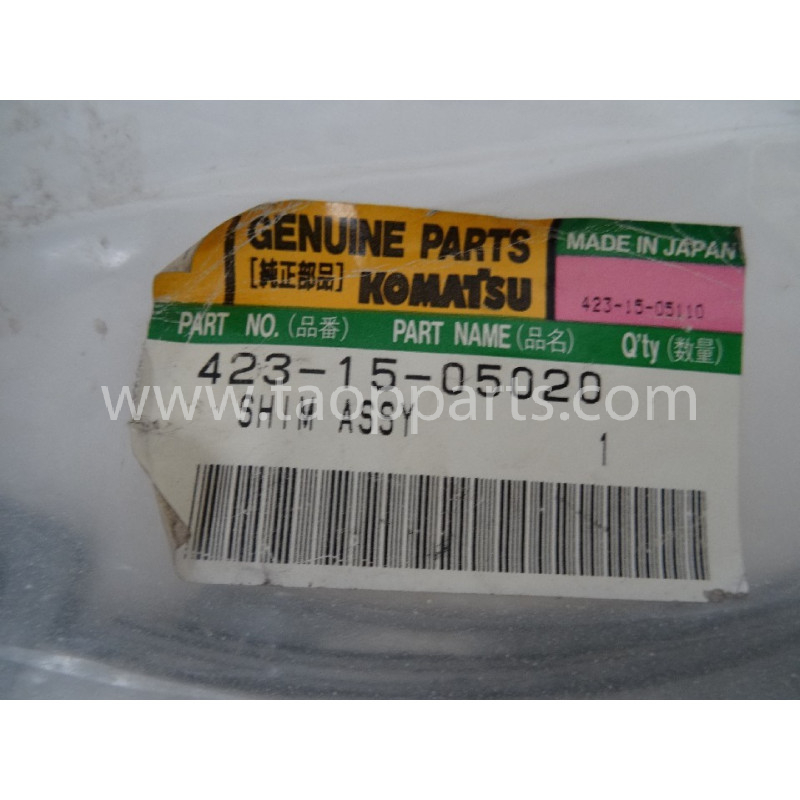 GENUINE PARTS
[純正部品] KOMATSU
MADE IN JAPAN
423-15-05110
PART NO. (品番) PART NAME (品名) Q'ty (数量)
423-15-05020
www.taopparts.com
SHIM ASSY
1